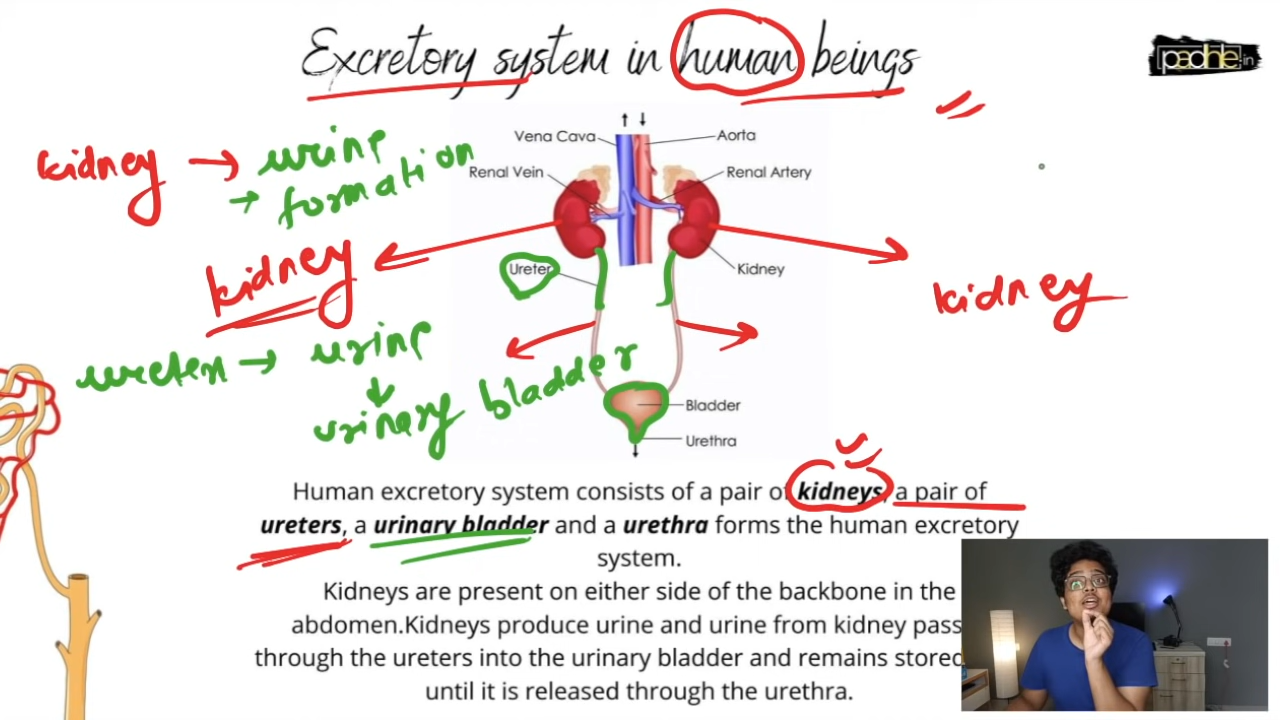 Excretory system in human beings
padhle.in
Vena Cava
Aorta
Renal Vein
Renal Artery
kidney → urine
→ formation
kidney
Ureter
Kidney
kidney
ureter → urine
↓
urinary bladder
Bladder
Urethra
Human excretory system consists of a pair of kidneys, a pair of
ureters, a urinary bladder and a urethra forms the human excretory
system.
Kidneys are present on either side of the backbone in the
abdomen.Kidneys produce urine and urine from kidney pass
through the ureters into the urinary bladder and remains stored
until it is released through the urethra.